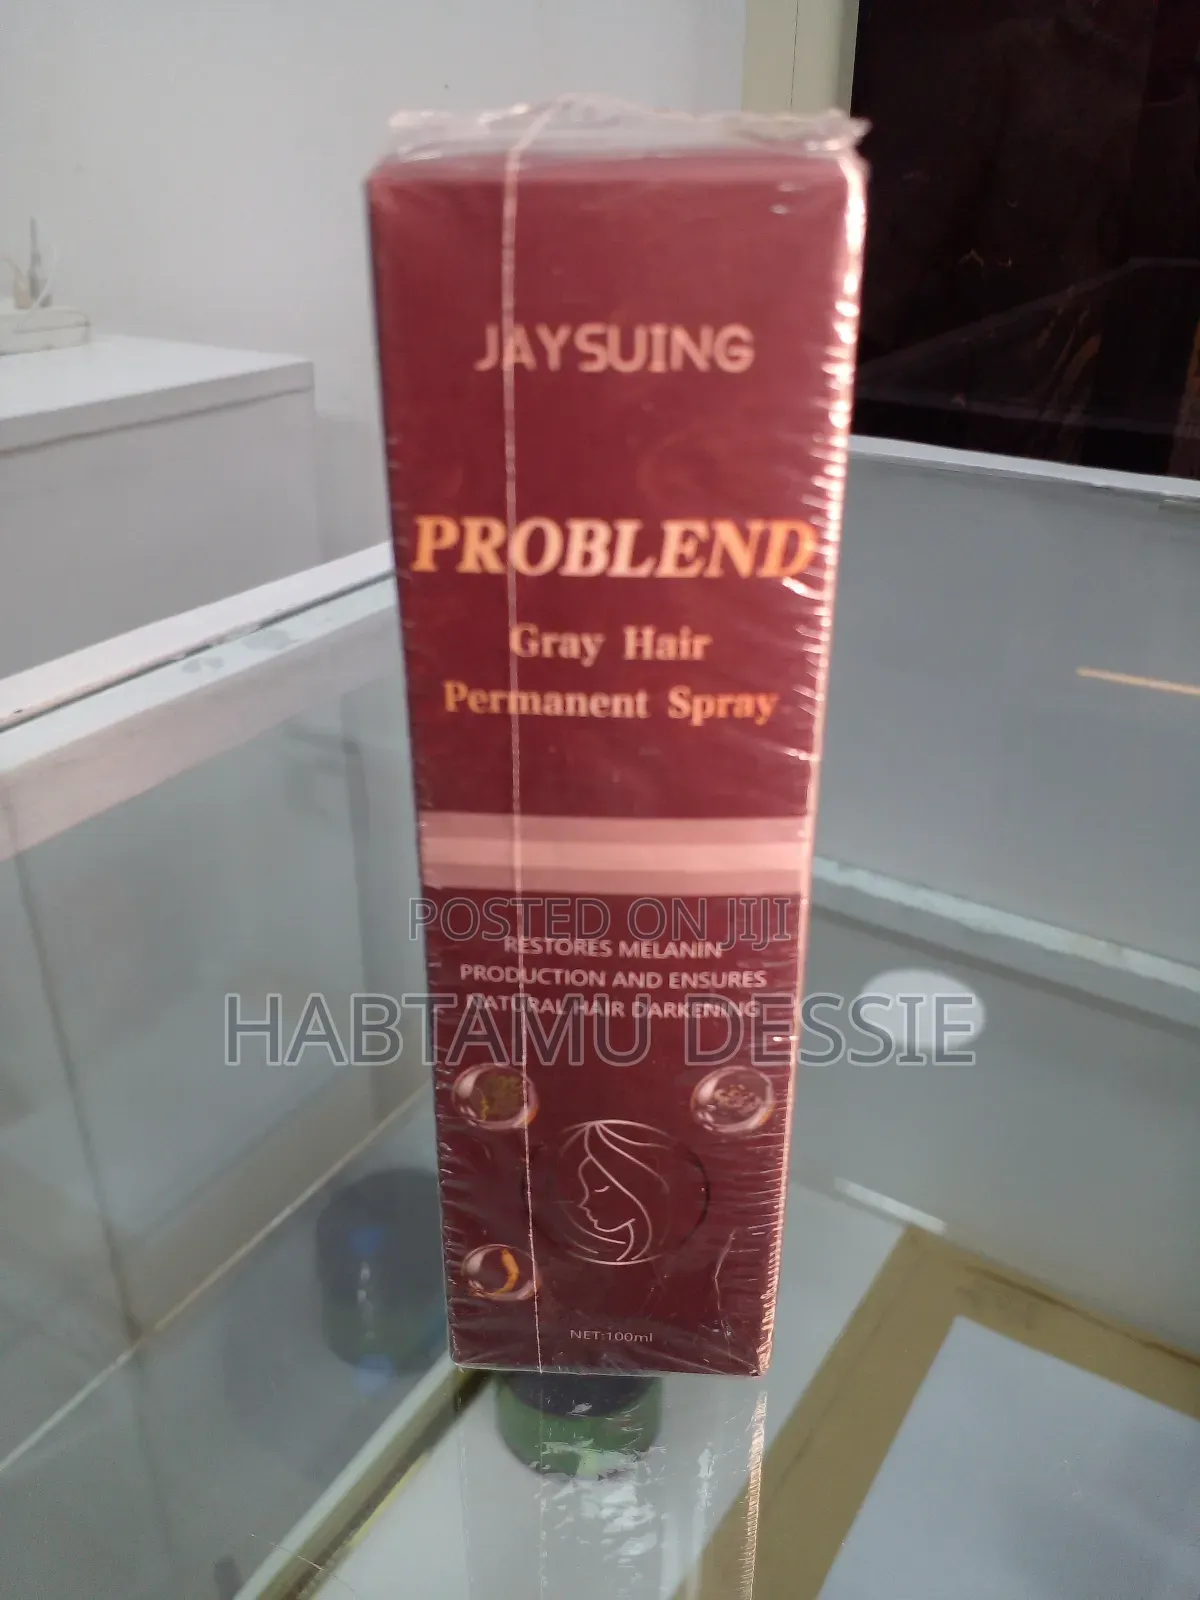 JAYSUING
PROBLEND
Gray Hair
Permanent Spray
POSTED ON JIJI
RESTORES MELANIN
PRODUCTION AND ENSURES
NATURAL HAIR DARKENING
HABTAMU DESSIE
NET:100ml